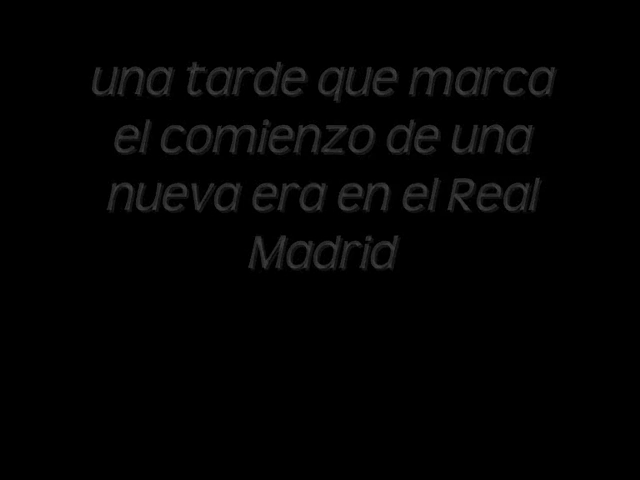 una tarde que marca
el comienzo de una
nueva era en el Real
Madrid